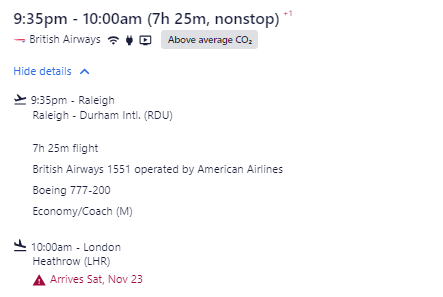 9:35pm - 10:00am (7h 25m, nonstop) +1
British Airways Above average CO₂
Hide details
9:35pm - Raleigh
Raleigh - Durham Intl. (RDU)
7h 25m flight
British Airways 1551 operated by American Airlines
Boeing 777-200
Economy/Coach (M)
10:00am - London
Heathrow (LHR)
Arrives Sat, Nov 23